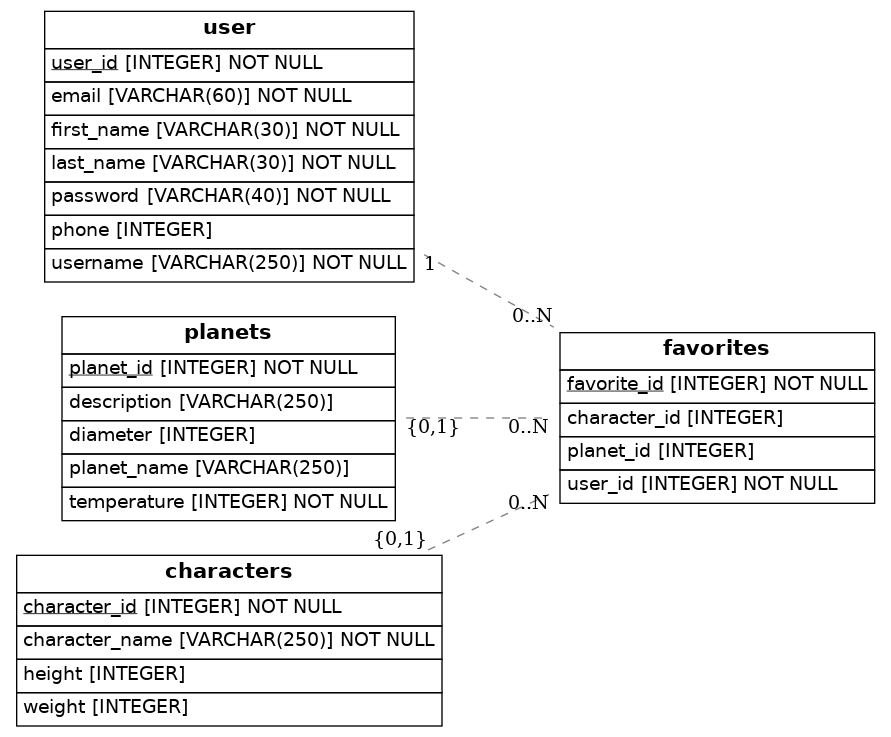 user
user_id [INTEGER] NOT NULL
email [VARCHAR(60)] NOT NULL
first_name [VARCHAR(30)] NOT NULL
last_name [VARCHAR(30)] NOT NULL
password [VARCHAR(40)] NOT NULL
phone [INTEGER]
username [VARCHAR(250)] NOT NULL
1
0..N
planets
planet_id [INTEGER] NOT NULL
description [VARCHAR(250)]
diameter [INTEGER]
planet_name [VARCHAR(250)]
temperature [INTEGER] NOT NULL
{0,1}
0..N
favorites
favorite_id [INTEGER] NOT NULL
character_id [INTEGER]
planet_id [INTEGER]
user_id [INTEGER] NOT NULL
0..N
{0,1}
characters
character_id [INTEGER] NOT NULL
character_name [VARCHAR(250)] NOT NULL
height [INTEGER]
weight [INTEGER]